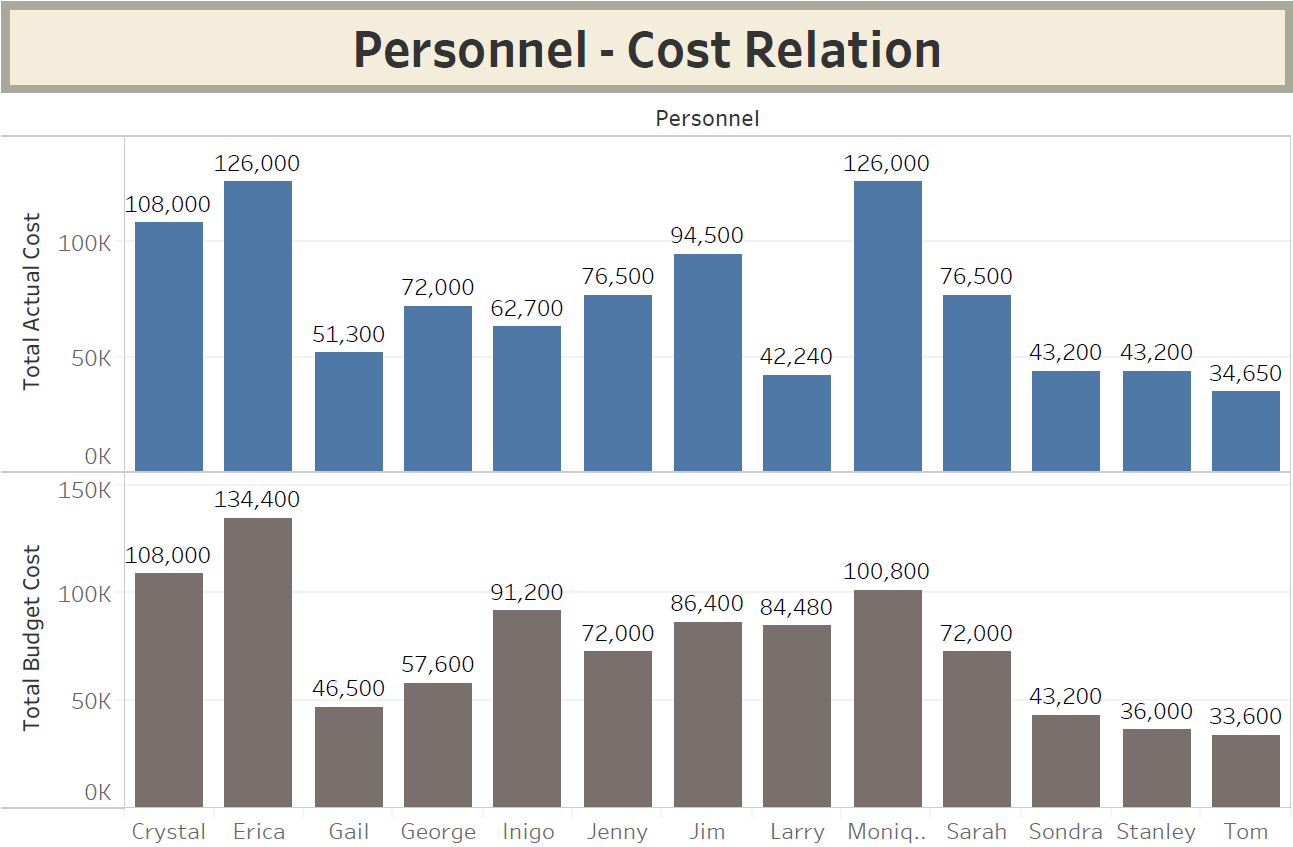 Personnel - Cost Relation
Personnel
Total Actual Cost
100K
50K
0K
108,000
126,000
51,300
72,000
62,700
76,500
94,500
42,240
126,000
76,500
43,200
43,200
34,650
Total Budget Cost
150K
100K
50K
0K
108,000
134,400
46,500
57,600
91,200
72,000
86,400
84,480
100,800
72,000
43,200
36,000
33,600
Crystal
Erica
Gail
George
Inigo
Jenny
Jim
Larry
Moniq..
Sarah
Sondra
Stanley
Tom